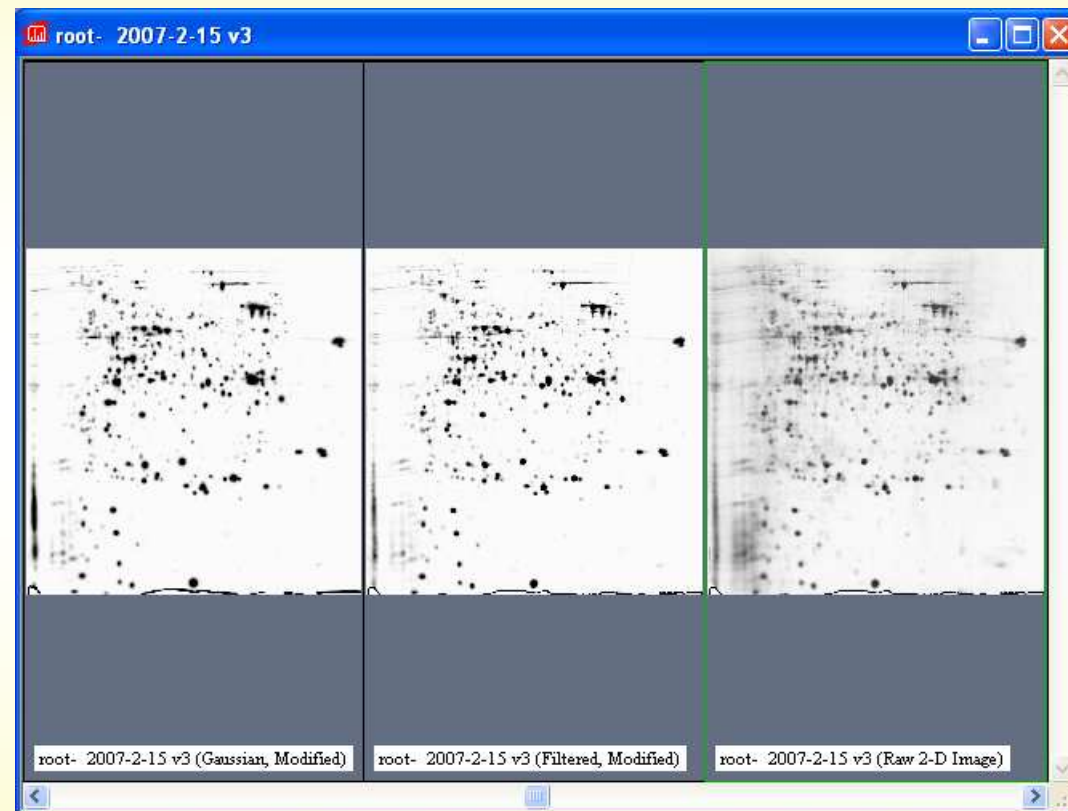 root- 2007-2-15 v3
root- 2007-2-15 v3 (Gaussian, Modified)
root- 2007-2-15 v3 (Filtered, Modified)
root- 2007-2-15 v3 (Raw 2-D Image)